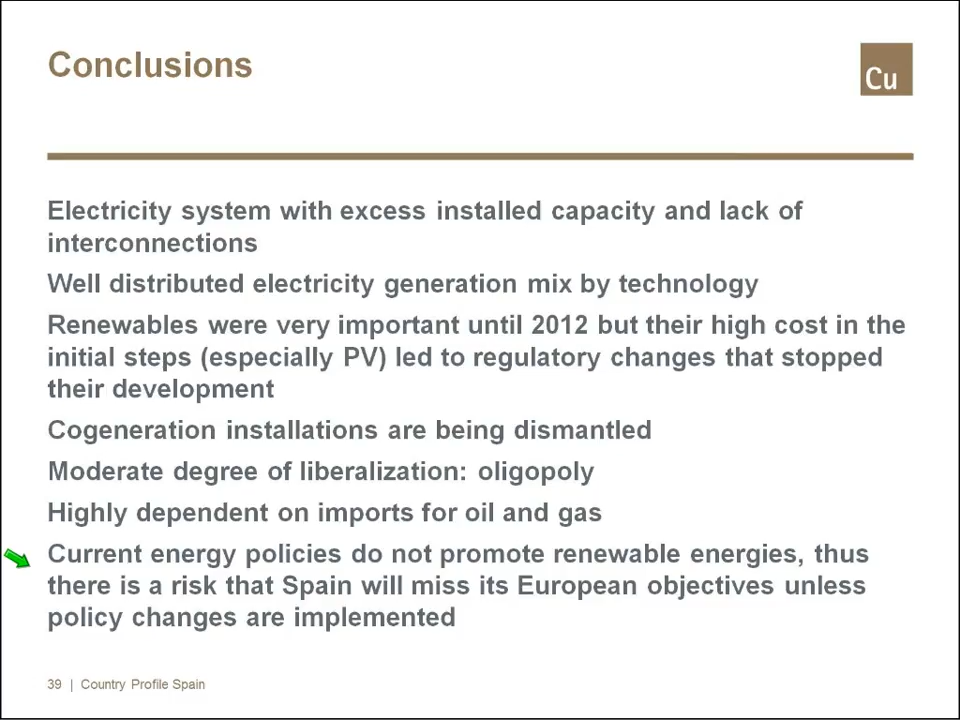 Conclusions
Cu
Electricity system with excess installed capacity and lack of
interconnections
Well distributed electricity generation mix by technology
Renewables were very important until 2012 but their high cost in the
initial steps (especially PV) led to regulatory changes that stopped
their development
Cogeneration installations are being dismantled
Moderate degree of liberalization: oligopoly
Highly dependent on imports for oil and gas
Current energy policies do not promote renewable energies, thus
there is a risk that Spain will miss its European objectives unless
policy changes are implemented
39 | Country Profile Spain